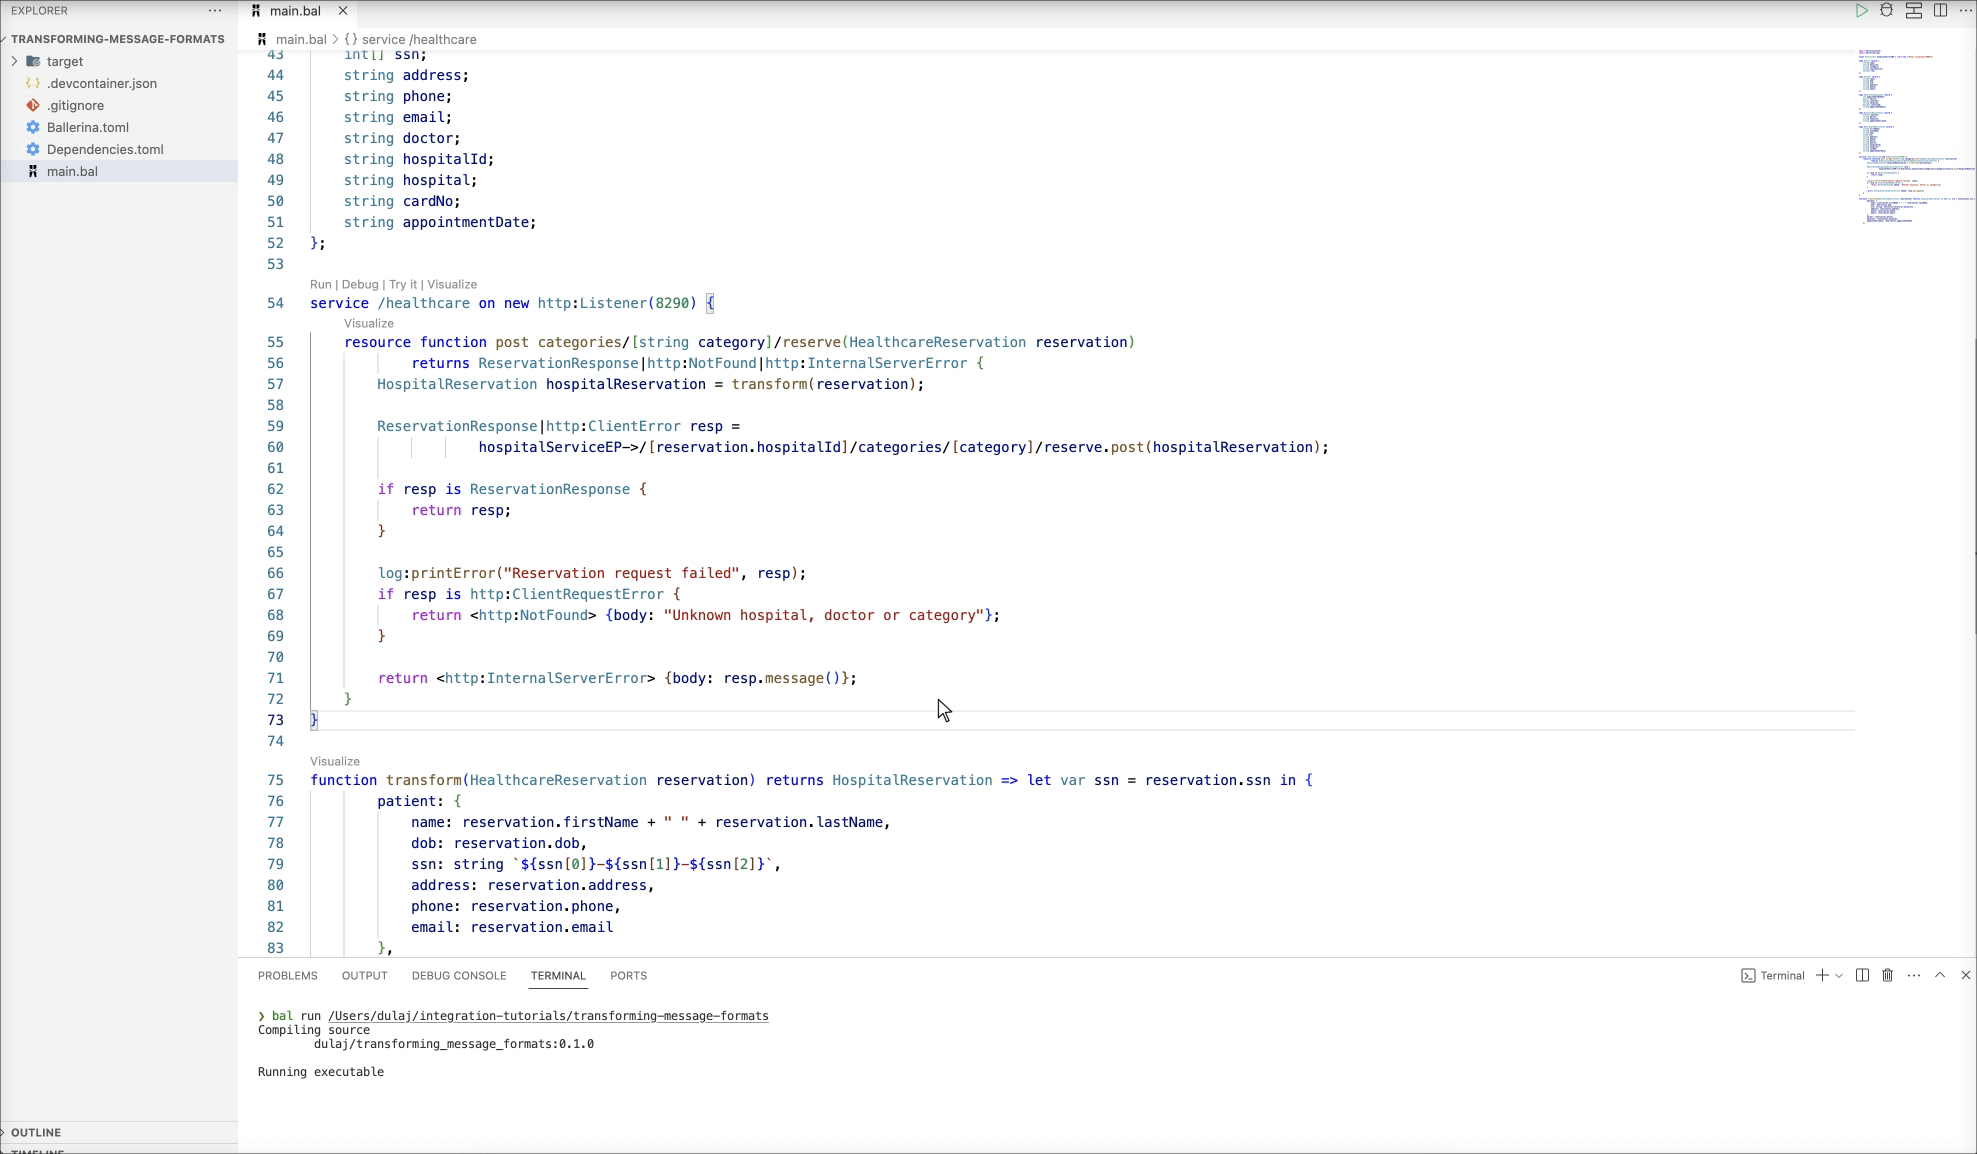 EXPLORER
TRANSFORMING-MESSAGE-FORMATS
target
.devcontainer.json
.gitignore
Ballerina.toml
Dependencies.toml
main.bal
OUTLINE
TIMELINE
main.bal
main.bal > {} service /healthcare
43 int[] ssn;
44 string address;
45 string phone;
46 string email;
47 string doctor;
48 string hospitalId;
49 string hospital;
50 string cardNo;
51 string appointmentDate;
52 };
53
Run | Debug | Try it | Visualize
54 service /healthcare on new http:Listener(8290) {
Visualize
55 resource function post categories/[string category]/reserve(HealthcareReservation reservation)
56 returns ReservationResponse|http:NotFound|http:InternalServerError {
57 HospitalReservation hospitalReservation = transform(reservation);
58
59 ReservationResponse|http:ClientError resp =
60 hospitalServiceEP->/[reservation.hospitalId]/categories/[category]/reserve.post(hospitalReservation);
61
62 if resp is ReservationResponse {
63 return resp;
64 }
65
66 log:printError("Reservation request failed", resp);
67 if resp is http:ClientRequestError {
68 return <http:NotFound> {body: "Unknown hospital, doctor or category"};
69 }
70
71 return <http:InternalServerError> {body: resp.message()};
72 }
73 }
74
Visualize
75 function transform(HealthcareReservation reservation) returns HospitalReservation => let var ssn = reservation.ssn in {
76 patient: {
77 name: reservation.firstName + " " + reservation.lastName,
78 dob: reservation.dob,
79 ssn: string `${ssn[0]}-${ssn[1]}-${ssn[2]}`,
80 address: reservation.address,
81 phone: reservation.phone,
82 email: reservation.email
83 },
PROBLEMS OUTPUT DEBUG CONSOLE TERMINAL PORTS
Terminal
❯ bal run /Users/dulaj/integration-tutorials/transforming-message-formats
Compiling source
dulaj/transforming_message_formats:0.1.0
Running executable